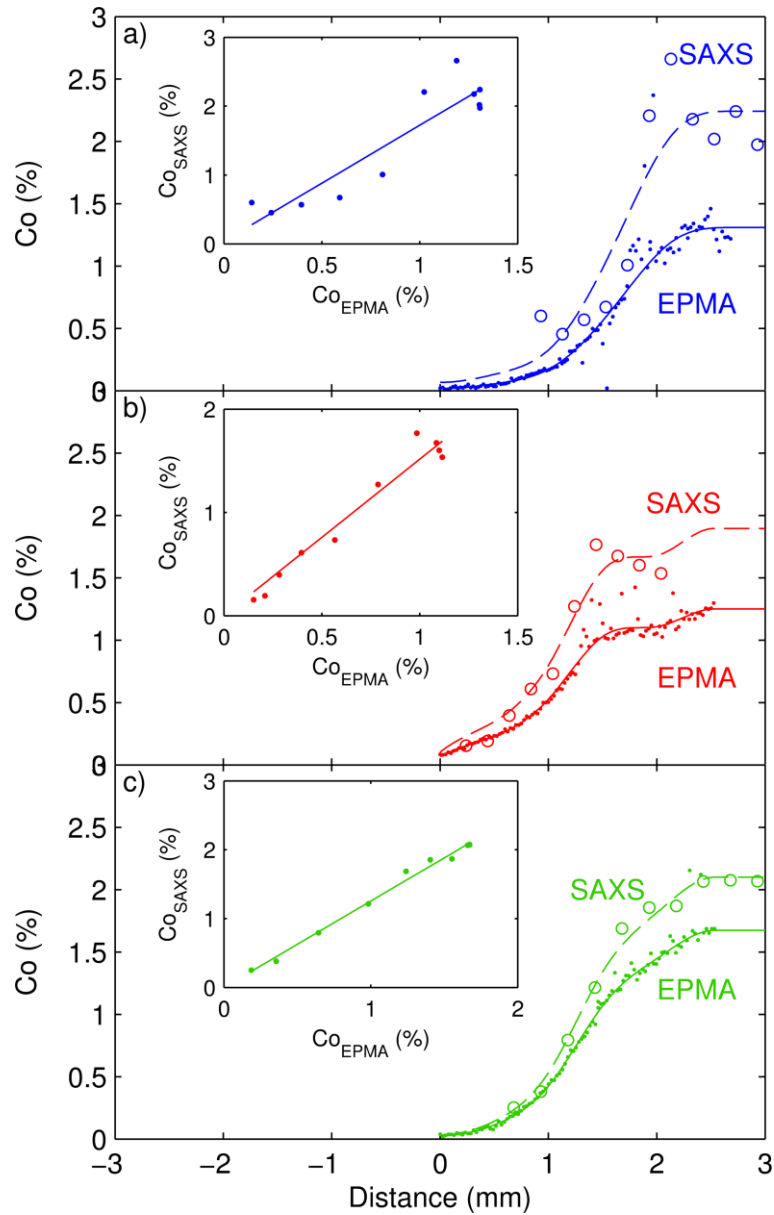 a)
3
2.5
2
1.5
1
0.5
0
Co (%)
SAXS
EPMA
3
2
1
0
Co_SAXS (%)
0 0.5 1 1.5
Co_EPMA (%)
b)
3
2.5
2
1.5
1
0.5
0
Co (%)
SAXS
EPMA
2
1
0
Co_SAXS (%)
0 0.5 1 1.5
Co_EPMA (%)
c)
3
2.5
2
1.5
1
0.5
0
Co (%)
SAXS
EPMA
3
2
1
0
Co_SAXS (%)
0 1 2
Co_EPMA (%)
−3 −2 −1 0 1 2 3
Distance (mm)